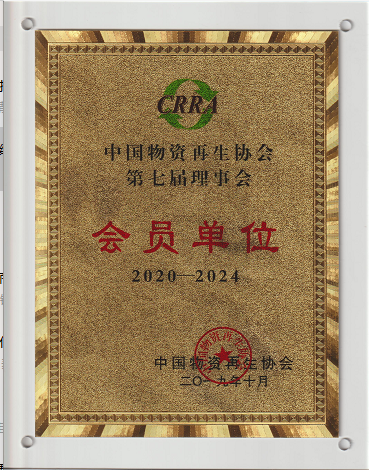 CRRA
中国物资再生协会
第七届理事会
会员单位
2020—2024
中国物资再生协会
二〇一九年十月